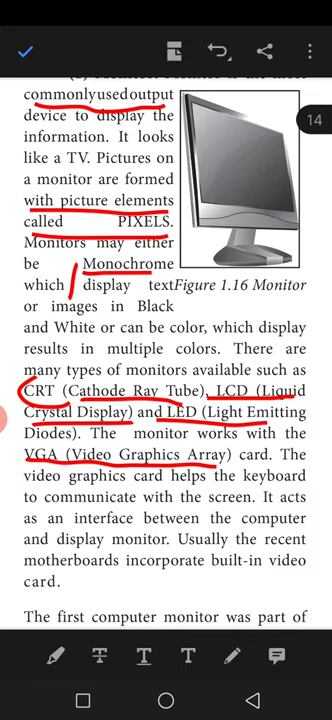 14
commonly used output
device to display the
information. It looks
like a TV. Pictures on
a monitor are formed
with picture elements
called PIXELS.
Monitors may either
be Monochrome
which display text
or images in Black
Figure 1.16 Monitor
and White or can be color, which display
results in multiple colors. There are
many types of monitors available such as
CRT (Cathode Ray Tube), LCD (Liquid
Crystal Display) and LED (Light Emitting
Diodes). The monitor works with the
VGA (Video Graphics Array) card. The
video graphics card helps the keyboard
to communicate with the screen. It acts
as an interface between the computer
and display monitor. Usually the recent
motherboards incorporate built-in video
card.
The first computer monitor was part of